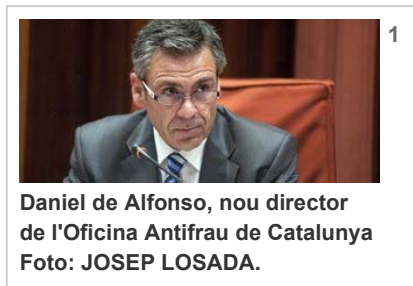 1
Daniel de Alfonso, nou director
de l'Oficina Antifrau de Catalunya
Foto: JOSEP LOSADA.